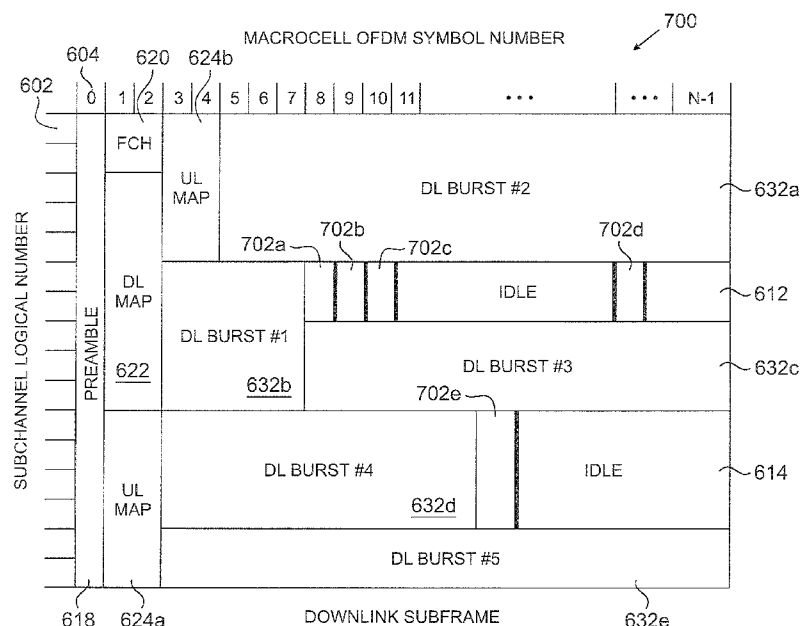 MACROCELL OFDM SYMBOL NUMBER
700
604
620
624b
602
0 1 2 3 4 5 6 7 8 9 10 11 ••• ••• N-1
FCH
UL MAP
DL BURST #2
632a
702a
702b
702c
702d
SUBCHANNEL LOGICAL NUMBER
PREAMBLE
DL MAP
622
DL BURST #1
632b
IDLE
612
DL BURST #3
632c
702e
UL MAP
DL BURST #4
632d
IDLE
614
DL BURST #5
618
624a
DOWNLINK SUBFRAME
632e